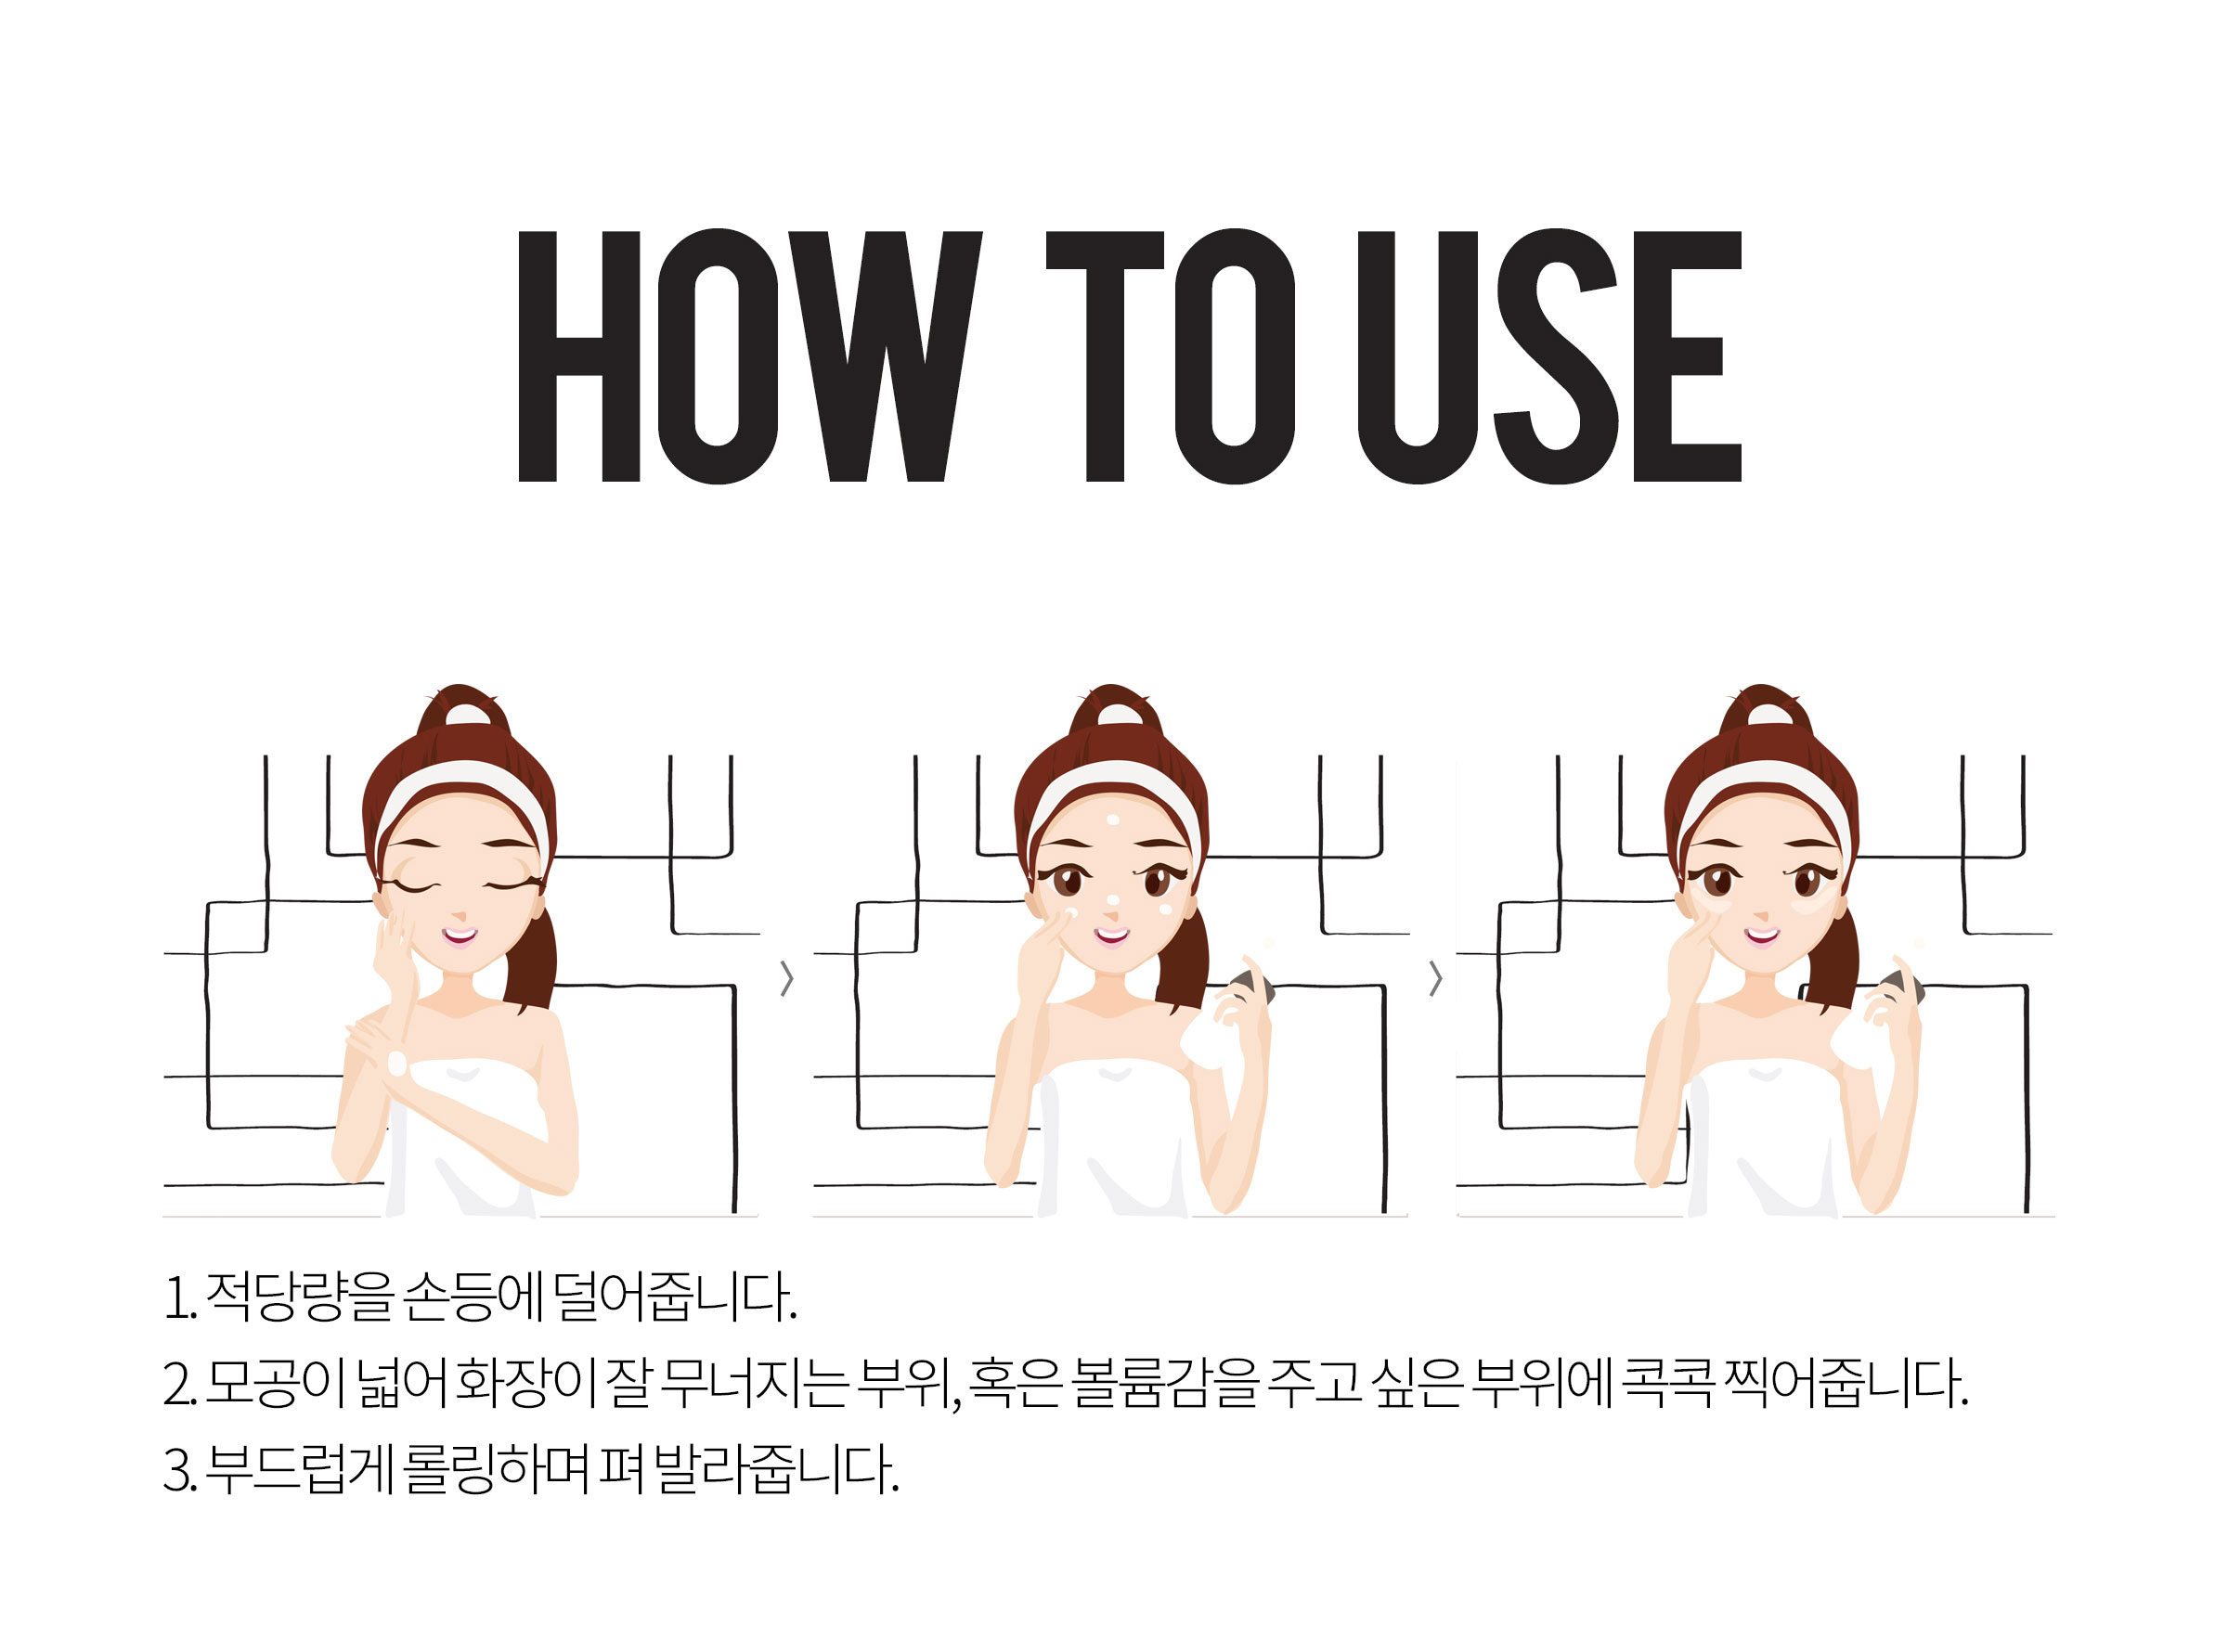 HOW TO USE
1. 적당량을 손등에 덜어줍니다.
2. 모공이 넓어 화장이 잘 무너지는 부위, 혹은 볼륨감을 주고 싶은 부위에 콕콕 찍어줍니다.
3. 부드럽게 롤링하며 펴 발라줍니다.